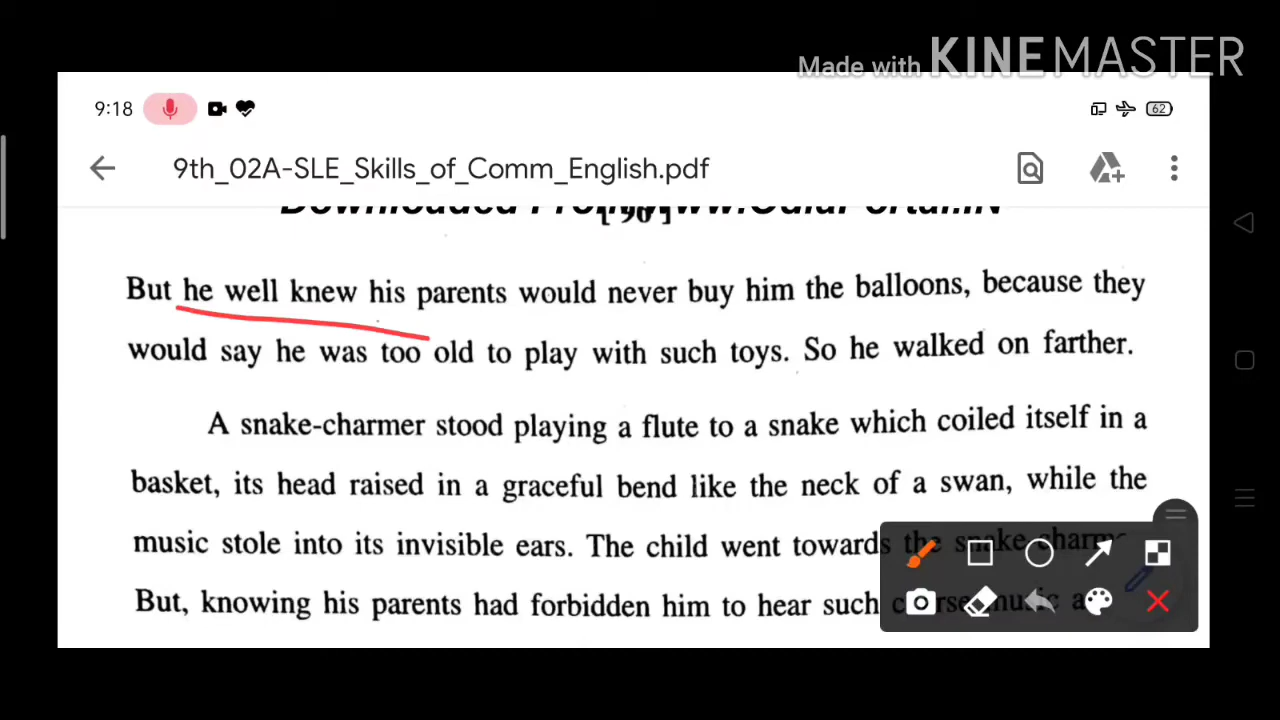 Made with KINEMASTER
9:18 62
9th_02A-SLE_Skills_of_Comm_English.pdf
[ 90 ]
But he well knew his parents would never buy him the balloons, because they
would say he was too old to play with such toys. So he walked on farther.
A snake-charmer stood playing a flute to a snake which coiled itself in a
basket, its head raised in a graceful bend like the neck of a swan, while the
music stole into its invisible ears. The child went towards the snake-charm
But, knowing his parents had forbidden him to hear such